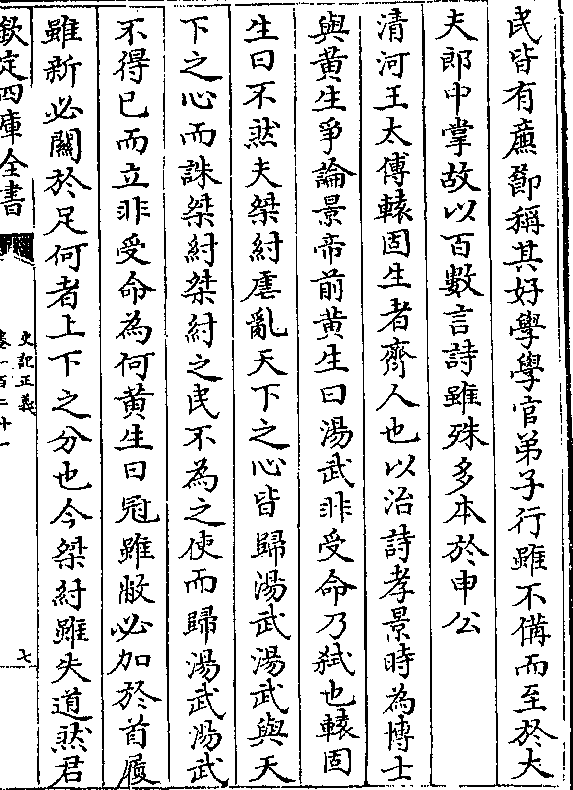 民皆有㢘節稱其好學學官弟子行雖不備而至於大
夫郎中掌故以百數言詩雖殊多本於申公
清河王太傅轅固生者齊人也以治詩孝景時為博士
與黄生爭論景帝前黄生曰湯武非受命乃弑也轅固
生曰不然夫桀紂虐亂天下之心皆歸湯武湯武與天
下之心而誅桀紂桀紂之民不為之使而歸湯武湯武
不得已而立非受命為何黄生曰冠雖敝必加於首履
雖新必關於足何者上下之分也今桀紂雖失道然君
欽定四庫全書
史記正義
卷一百二十一
七